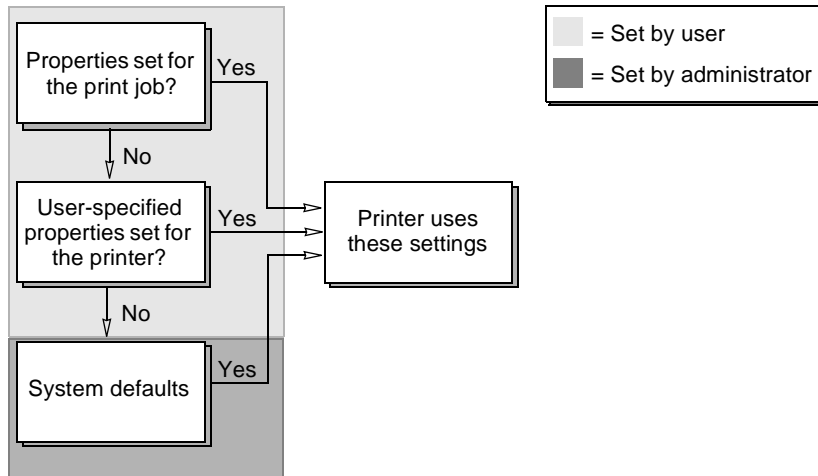 Properties set for
the print job?
Yes
No
User-specified
properties set for
the printer?
Yes
No
System defaults
Yes
Printer uses
these settings
= Set by user
= Set by administrator